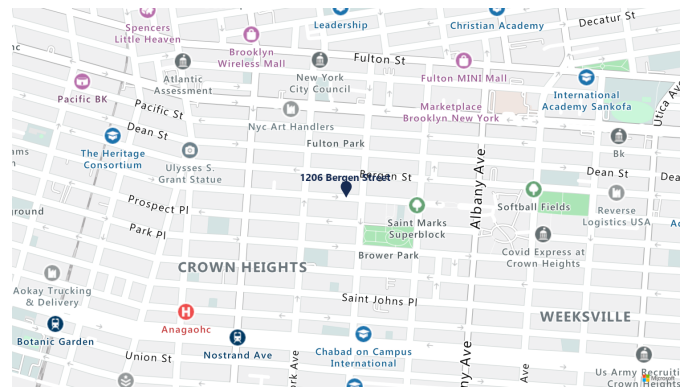 Spencers
Little Heaven
Leadership
Christian Academy
Decatur St
Brooklyn
Wireless Mall
Fulton St
Atlantic
Assessment
New York
City Council
Fulton MINI Mall
International
Academy Sankofa
Utica Ave
Pacific BK
Pacific St
Marketplace
Brooklyn New York
Nyc Art Handlers
Dean St
Fulton Park
Bk
The Heritage
Consortium
Ulysses S.
Grant Statue
Bergen St
1206 Bergen Street
Dean St
Albany Ave
Prospect Pl
Softball Fields
Reverse
Logistics USA
Saint Marks
Superblock
Park Pl
Covid Express at
Crown Heights
Brower Park
CROWN HEIGHTS
Aokay Trucking
& Delivery
Saint Johns Pl
WEEKSVILLE
H
Anagaohc
Botanic Garden
Nostrand Ave
Chabad on Campus
International
Union St
Us Army Recruiti
Crown Heights
Microsoft